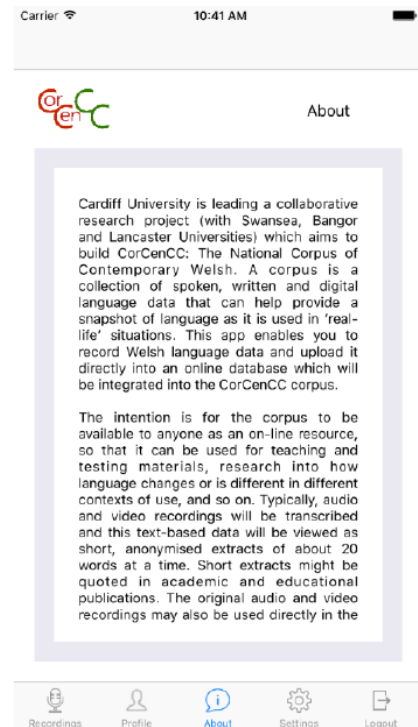 Carrier 10:41 AM
Cor
Cen CC
About
Cardiff University is leading a collaborative
research project (with Swansea, Bangor
and Lancaster Universities) which aims to
build CorCenCC: The National Corpus of
Contemporary Welsh. A corpus is a
collection of spoken, written and digital
language data that can help provide a
snapshot of language as it is used in ‘real-
life’ situations. This app enables you to
record Welsh language data and upload it
directly into an online database which will
be integrated into the CorCenCC corpus.
The intention is for the corpus to be
available to anyone as an on-line resource,
so that it can be used for teaching and
testing materials, research into how
language changes or is different in different
contexts of use, and so on. Typically, audio
and video recordings will be transcribed
and this text-based data will be viewed as
short, anonymised extracts of about 20
words at a time. Short extracts might be
quoted in academic and educational
publications. The original audio and video
recordings may also be used directly in the
Recordings Profile About Settings Logout